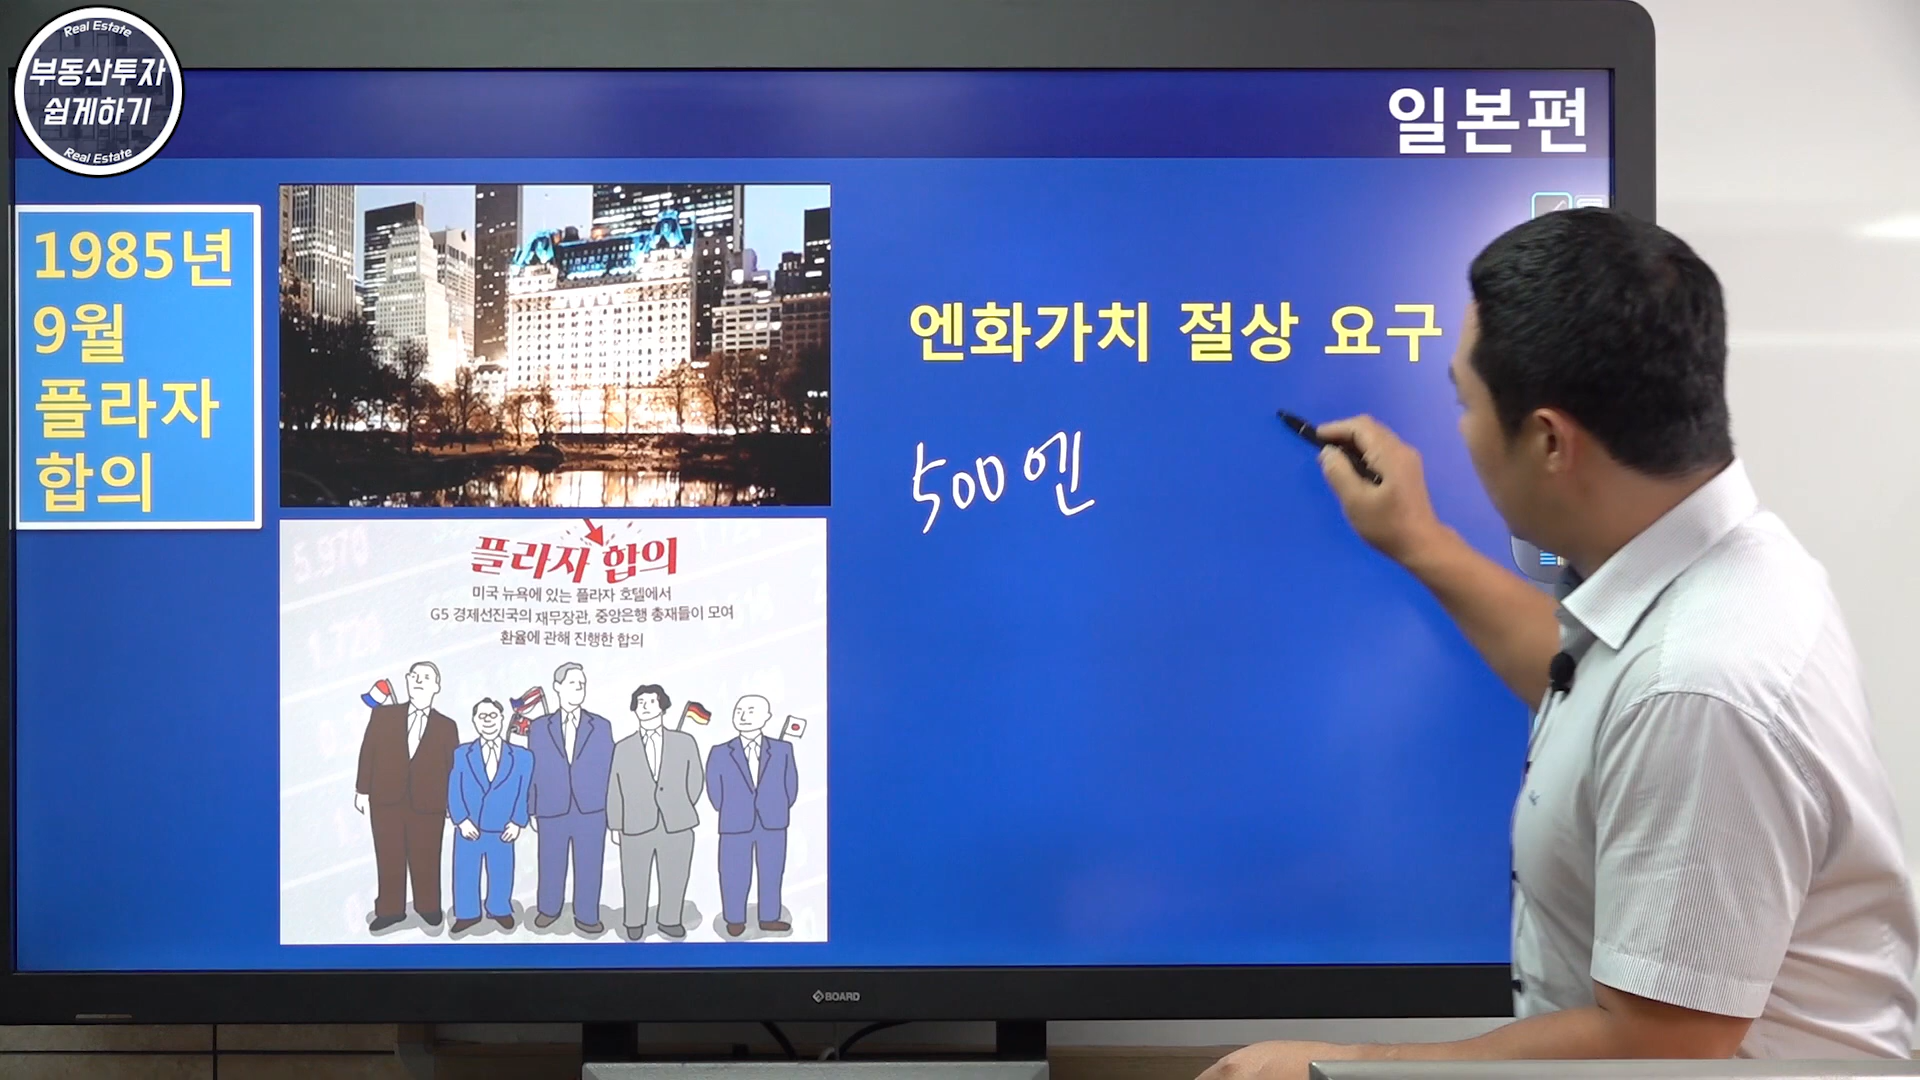 Real Estate
부동산투자
쉽게하기
Real Estate
일본편
1985년
9월
플라자
합의
엔화가치 절상 요구
500엔
플라자 합의
미국 뉴욕에 있는 플라자 호텔에서
G5 경제선진국의 재무장관, 중앙은행 총재들이 모여
환율에 관해 진행한 합의
BOARD